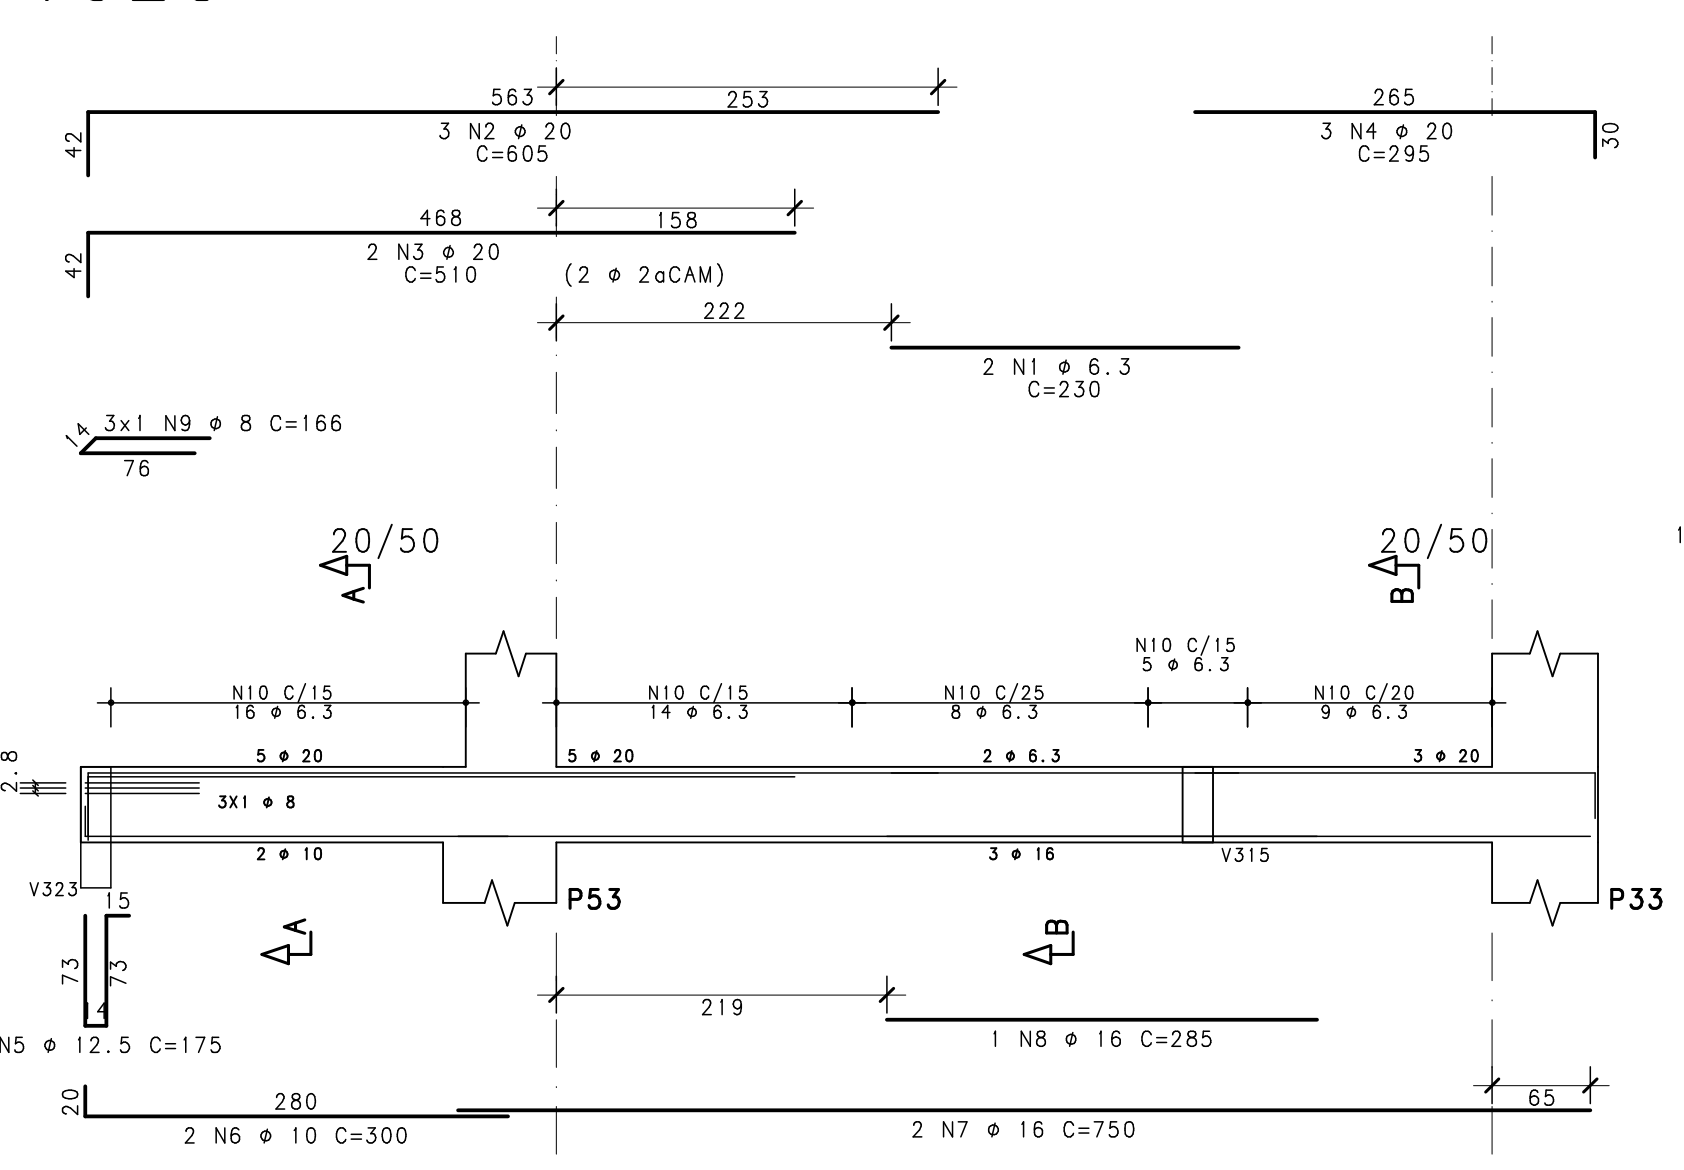 563
253
265
42
3 N2 φ 20
C=605
3 N4 φ 20
C=295
30
468
158
42
2 N3 φ 20
C=510
(2 φ 2aCAM)
222
2 N1 φ 6.3
C=230
14
3x1 N9 φ 8 C=166
76
20/50
20/50
A
B
N10 C/15
5 φ 6.3
N10 C/15
16 φ 6.3
N10 C/15
14 φ 6.3
N10 C/25
8 φ 6.3
N10 C/20
9 φ 6.3
2.8
5 φ 20
5 φ 20
2 φ 6.3
3 φ 20
3X1 φ 8
2 φ 10
3 φ 16
V315
V323
15
P53
P33
A
B
73
73
14
219
N5 φ 12.5 C=175
1 N8 φ 16 C=285
20
280
65
2 N6 φ 10 C=300
2 N7 φ 16 C=750